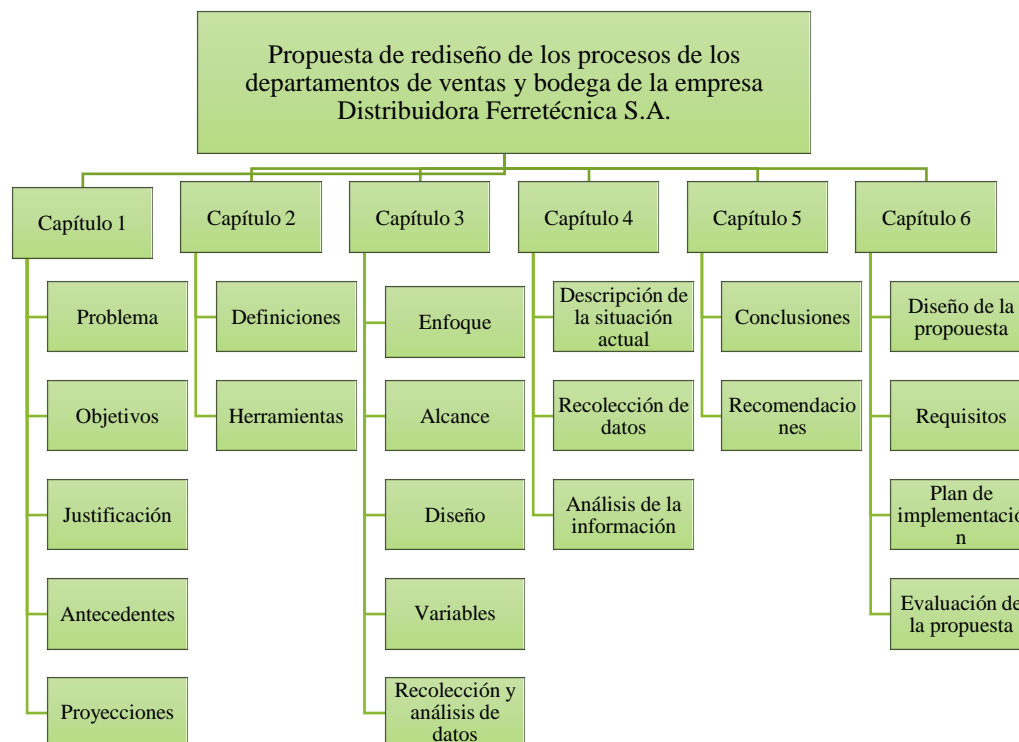 Propuesta de rediseño de los procesos de los
departamentos de ventas y bodega de la empresa
Distribuidora Ferretécnica S.A.
Capítulo 1
Problema
Objetivos
Justificación
Antecedentes
Proyecciones
Capítulo 2
Definiciones
Herramientas
Capítulo 3
Enfoque
Alcance
Diseño
Variables
Recolección y
análisis de
datos
Capítulo 4
Descripción de
la situación
actual
Recolección de
datos
Análisis de la
información
Capítulo 5
Conclusiones
Recomendacio
nes
Capítulo 6
Diseño de la
propouesta
Requisitos
Plan de
implementació
n
Evaluación de
la propuesta